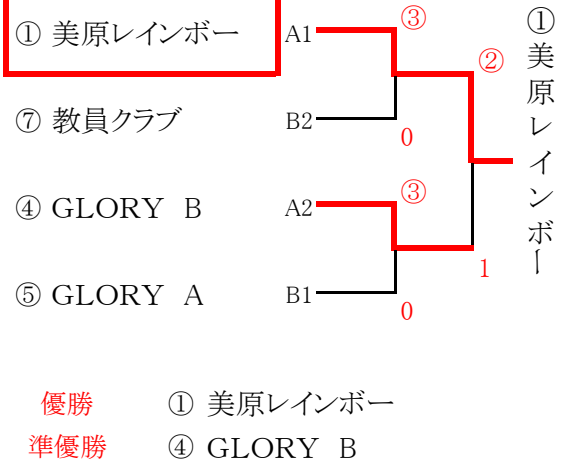 ① 美原レインボー A1 ③
②
⑦ 教員クラブ B2 0
④ GLORY B A2 ③
1
⑤ GLORY A B1 0
①美原レインボー
優勝 ① 美原レインボー
準優勝 ④ GLORY B